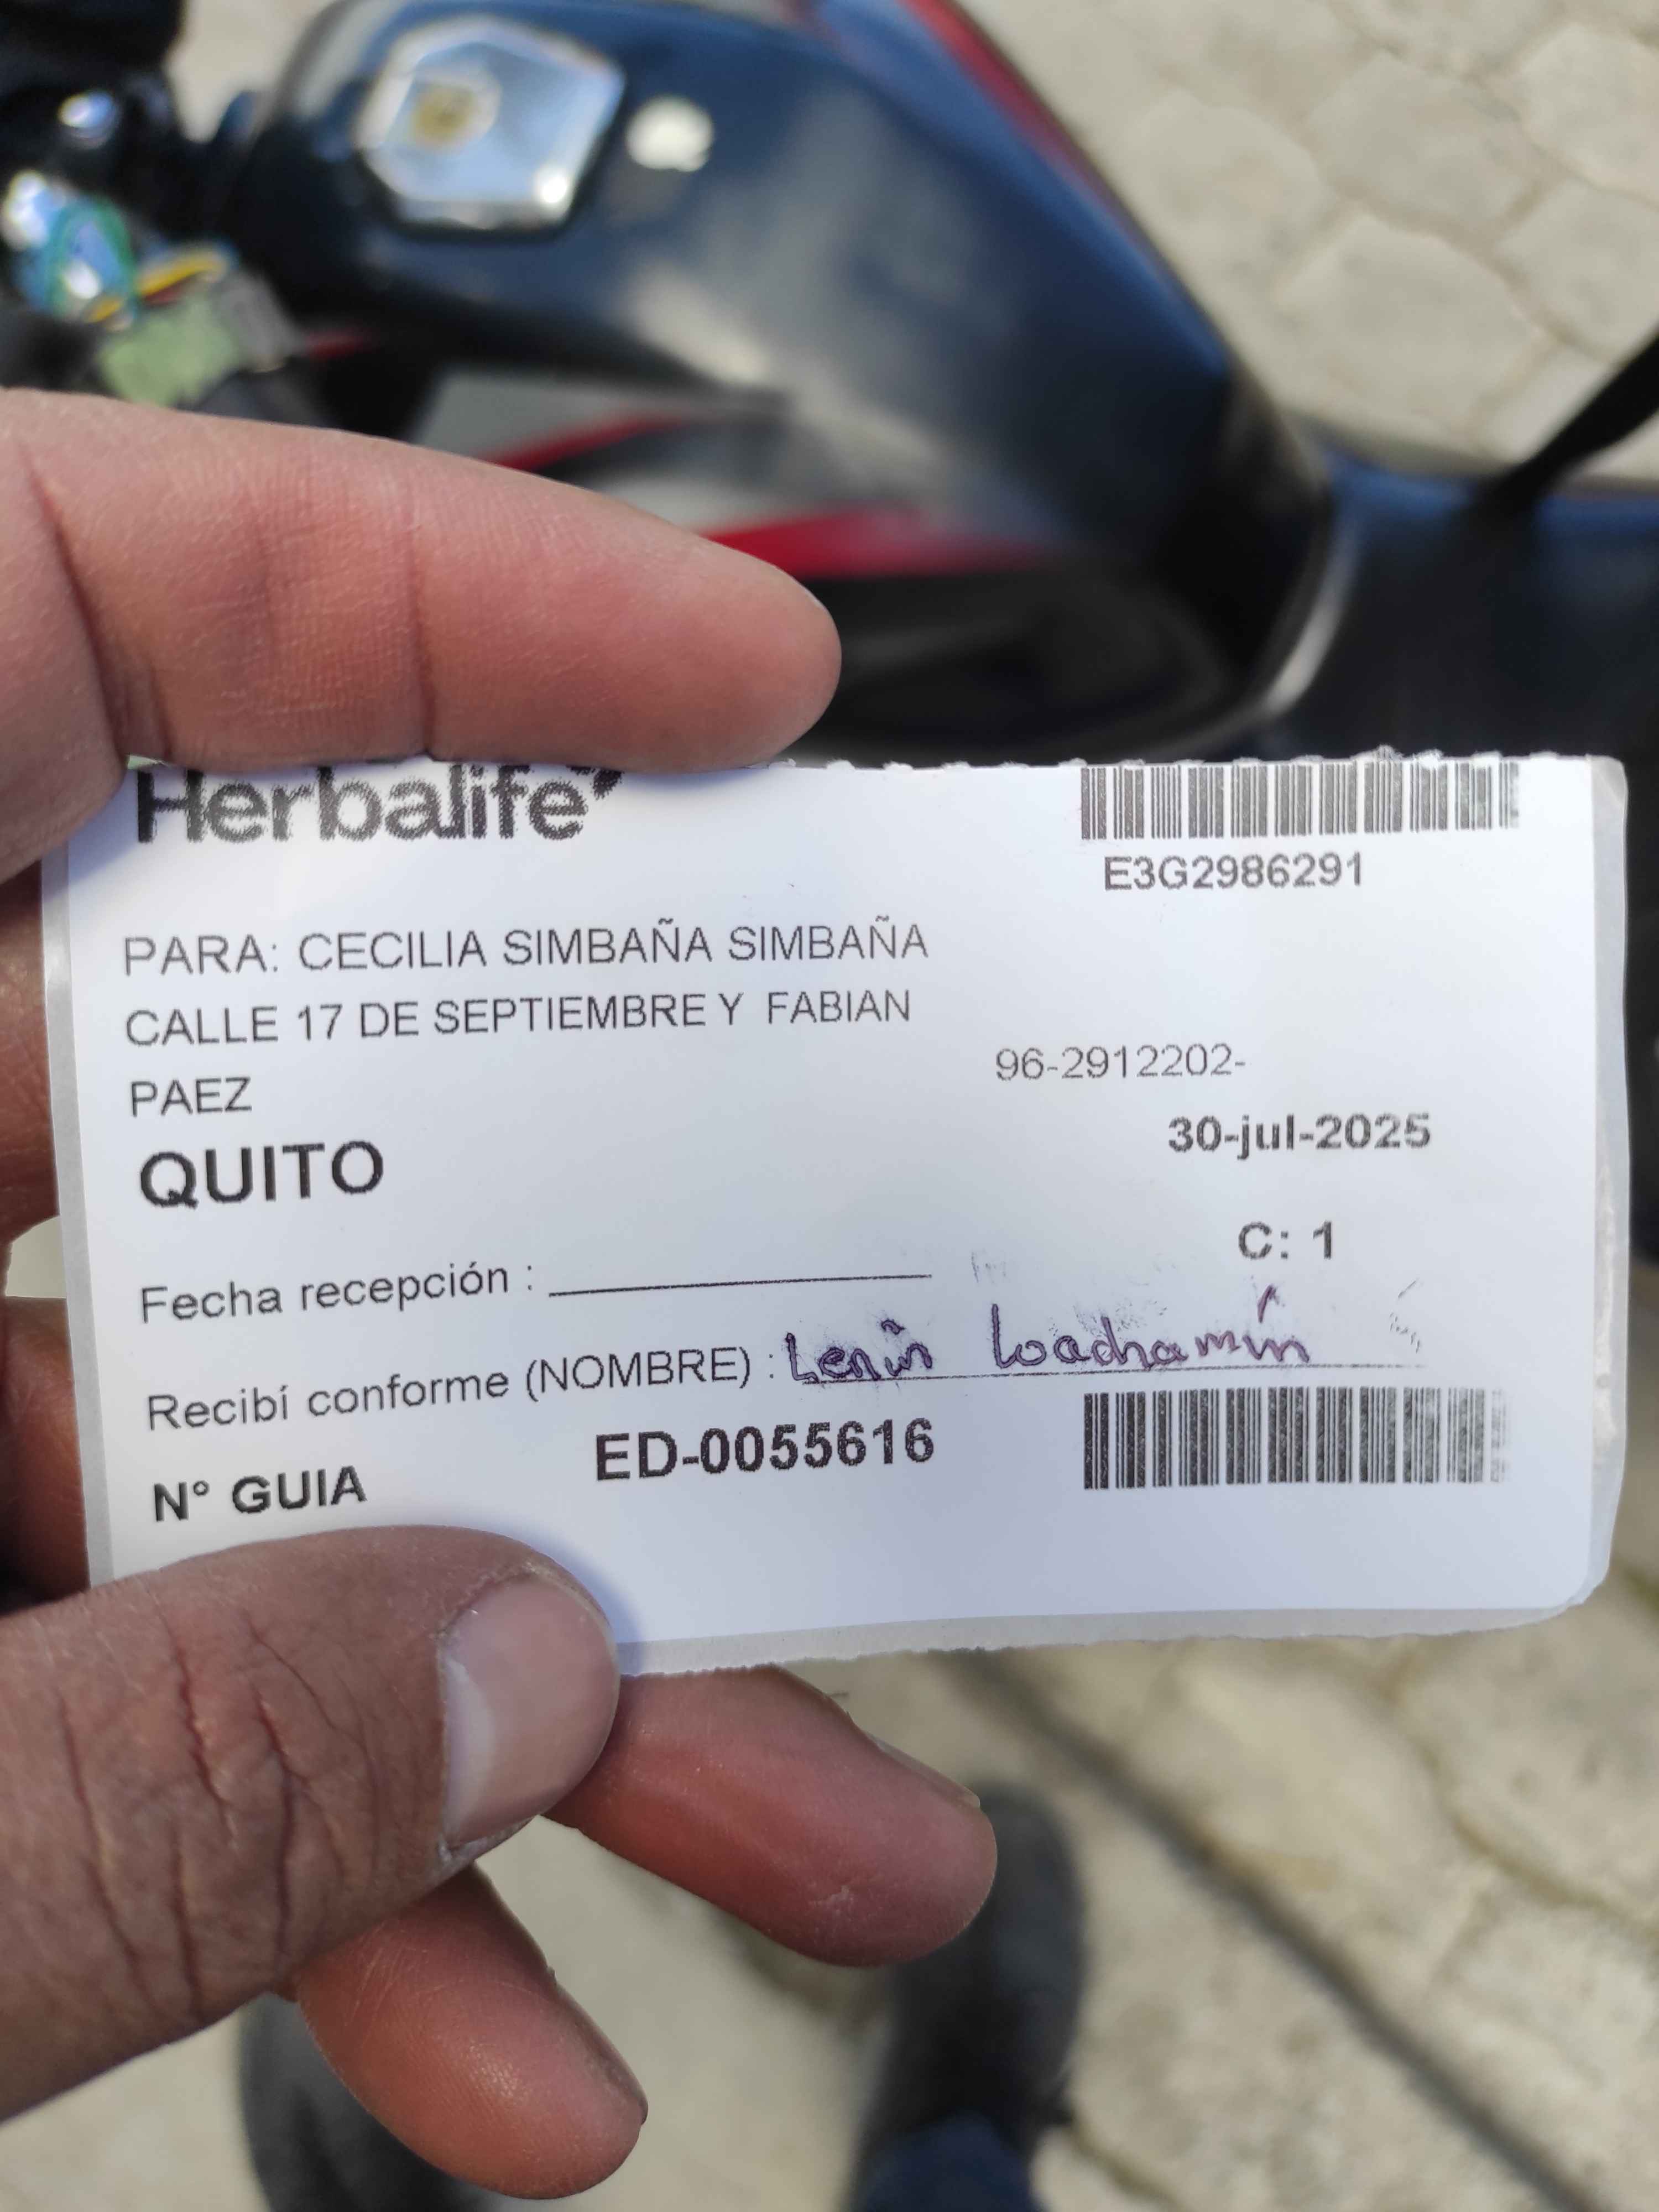 Herbalife
E3G2986291
PARA: CECILIA SIMBAÑA SIMBAÑA
CALLE 17 DE SEPTIEMBRE Y FABIAN
PAEZ
96-2912202-
QUITO
30-jul-2025
C: 1
Fecha recepción :
Recibí conforme (NOMBRE) : Lenin Loachamin
N° GUIA ED-0055616